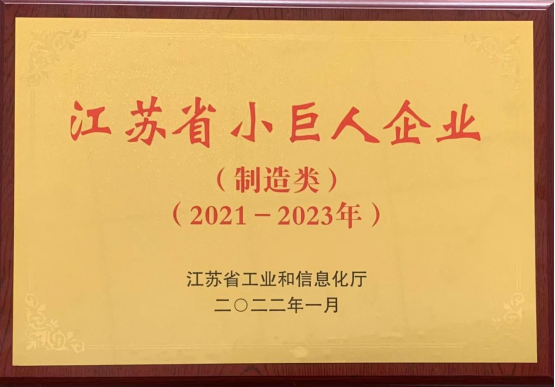 江苏省小巨人企业
（制造类）
（2021－2023年）
江苏省工业和信息化厅
二〇二二年一月